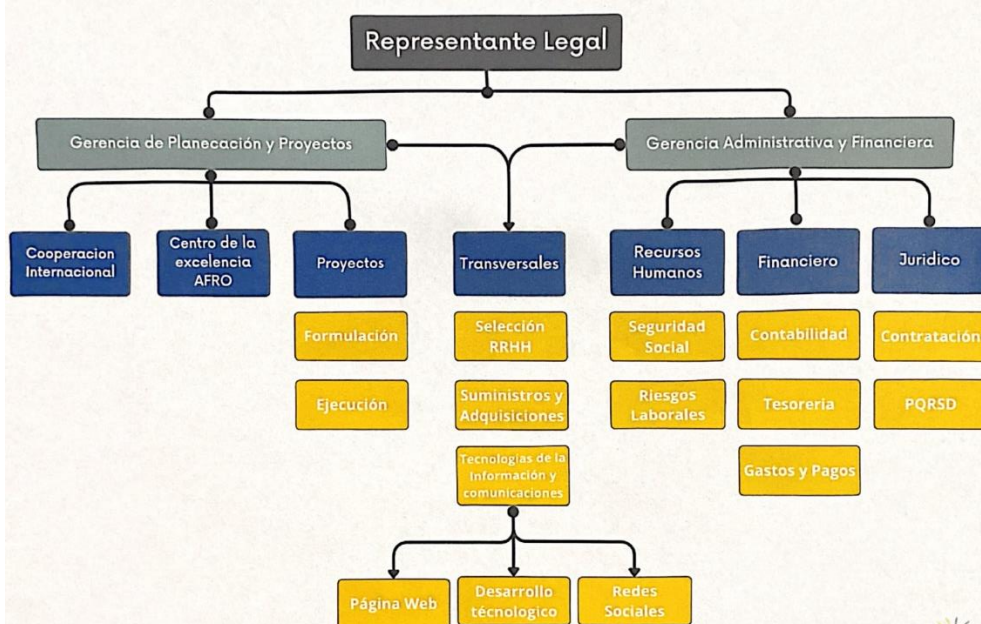 Representante Legal
Gerencia de Planecación y Proyectos
Gerencia Administrativa y Financiera
Cooperacion
Internacional
Centro de la
excelencia
AFRO
Proyectos
Transversales
Recursos
Humanos
Financiero
Juridico
Formulación
Selección
RRHH
Seguridad
Social
Contabilidad
Contratación
Ejecución
Suministros y
Adquisiciones
Riesgos
Laborales
Tesoreria
PQRSD
Tecnologias de la
Información y
comunicaciones
Gastos y Pagos
Página Web
Desarrollo
técnologico
Redes
Sociales